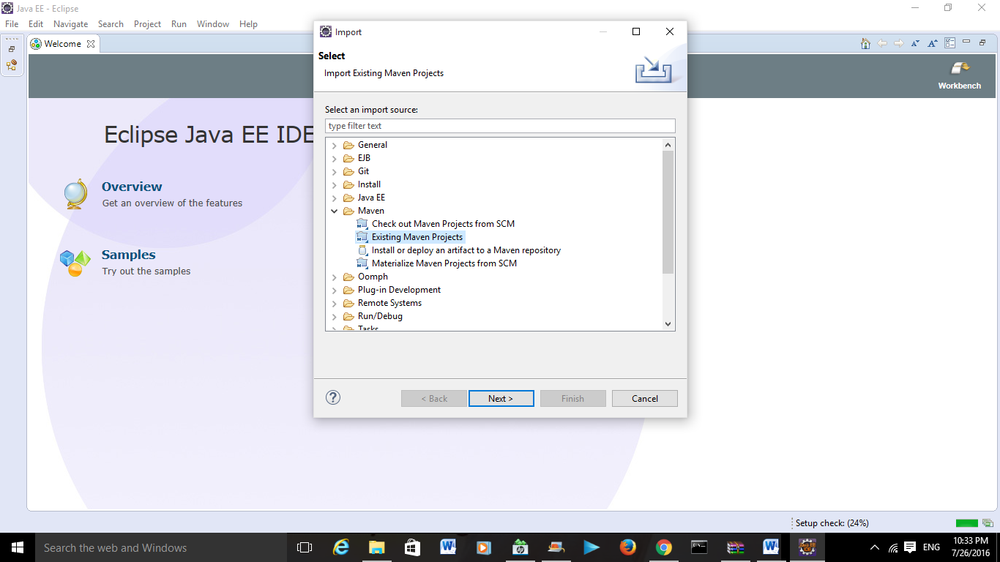 Java EE - Eclipse
File Edit Navigate Search Project Run Window Help
Welcome
Workbench
Eclipse Java EE IDE
Overview
Get an overview of the features
Samples
Try out the samples
Import
Select
Import Existing Maven Projects
Select an import source:
type filter text
General
EJB
Git
Install
Java EE
Maven
Check out Maven Projects from SCM
Existing Maven Projects
Install or deploy an artifact to a Maven repository
Materialize Maven Projects from SCM
Oomph
Plug-in Development
Remote Systems
Run/Debug
Tasks
< Back Next > Finish Cancel
Setup check: (24%)
Search the web and Windows
ENG
10:33 PM
7/26/2016